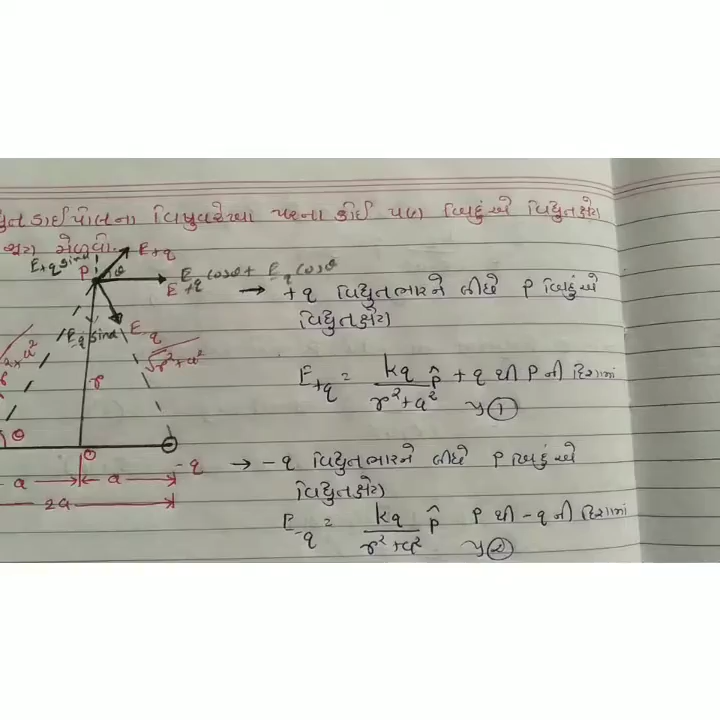 યુતડાઈપોલના વિષુવરેખા પરના કોઈ પણ બિંદુએ વિદ્યુતક્ષેત્ર
સૂત્ર મેળવો.
E+q
E+q sinθ
P
θ
E+q cosθ + E-q cosθ
→ +q વિદ્યુતભારને લીધે P બિંદુએ
વિદ્યુતક્ષેત્ર
E-q sinθ
E-q
√r²+a²
r
E+q = kq/r²+a² p̂ +q થી P ની દિશામાં
①
θ
O
-q
a
a
2a
→ -q વિદ્યુતભારને લીધે P બિંદુએ
વિદ્યુતક્ષેત્ર
E-q = kq/r²+a² p̂ P થી -q ની દિશામાં
②